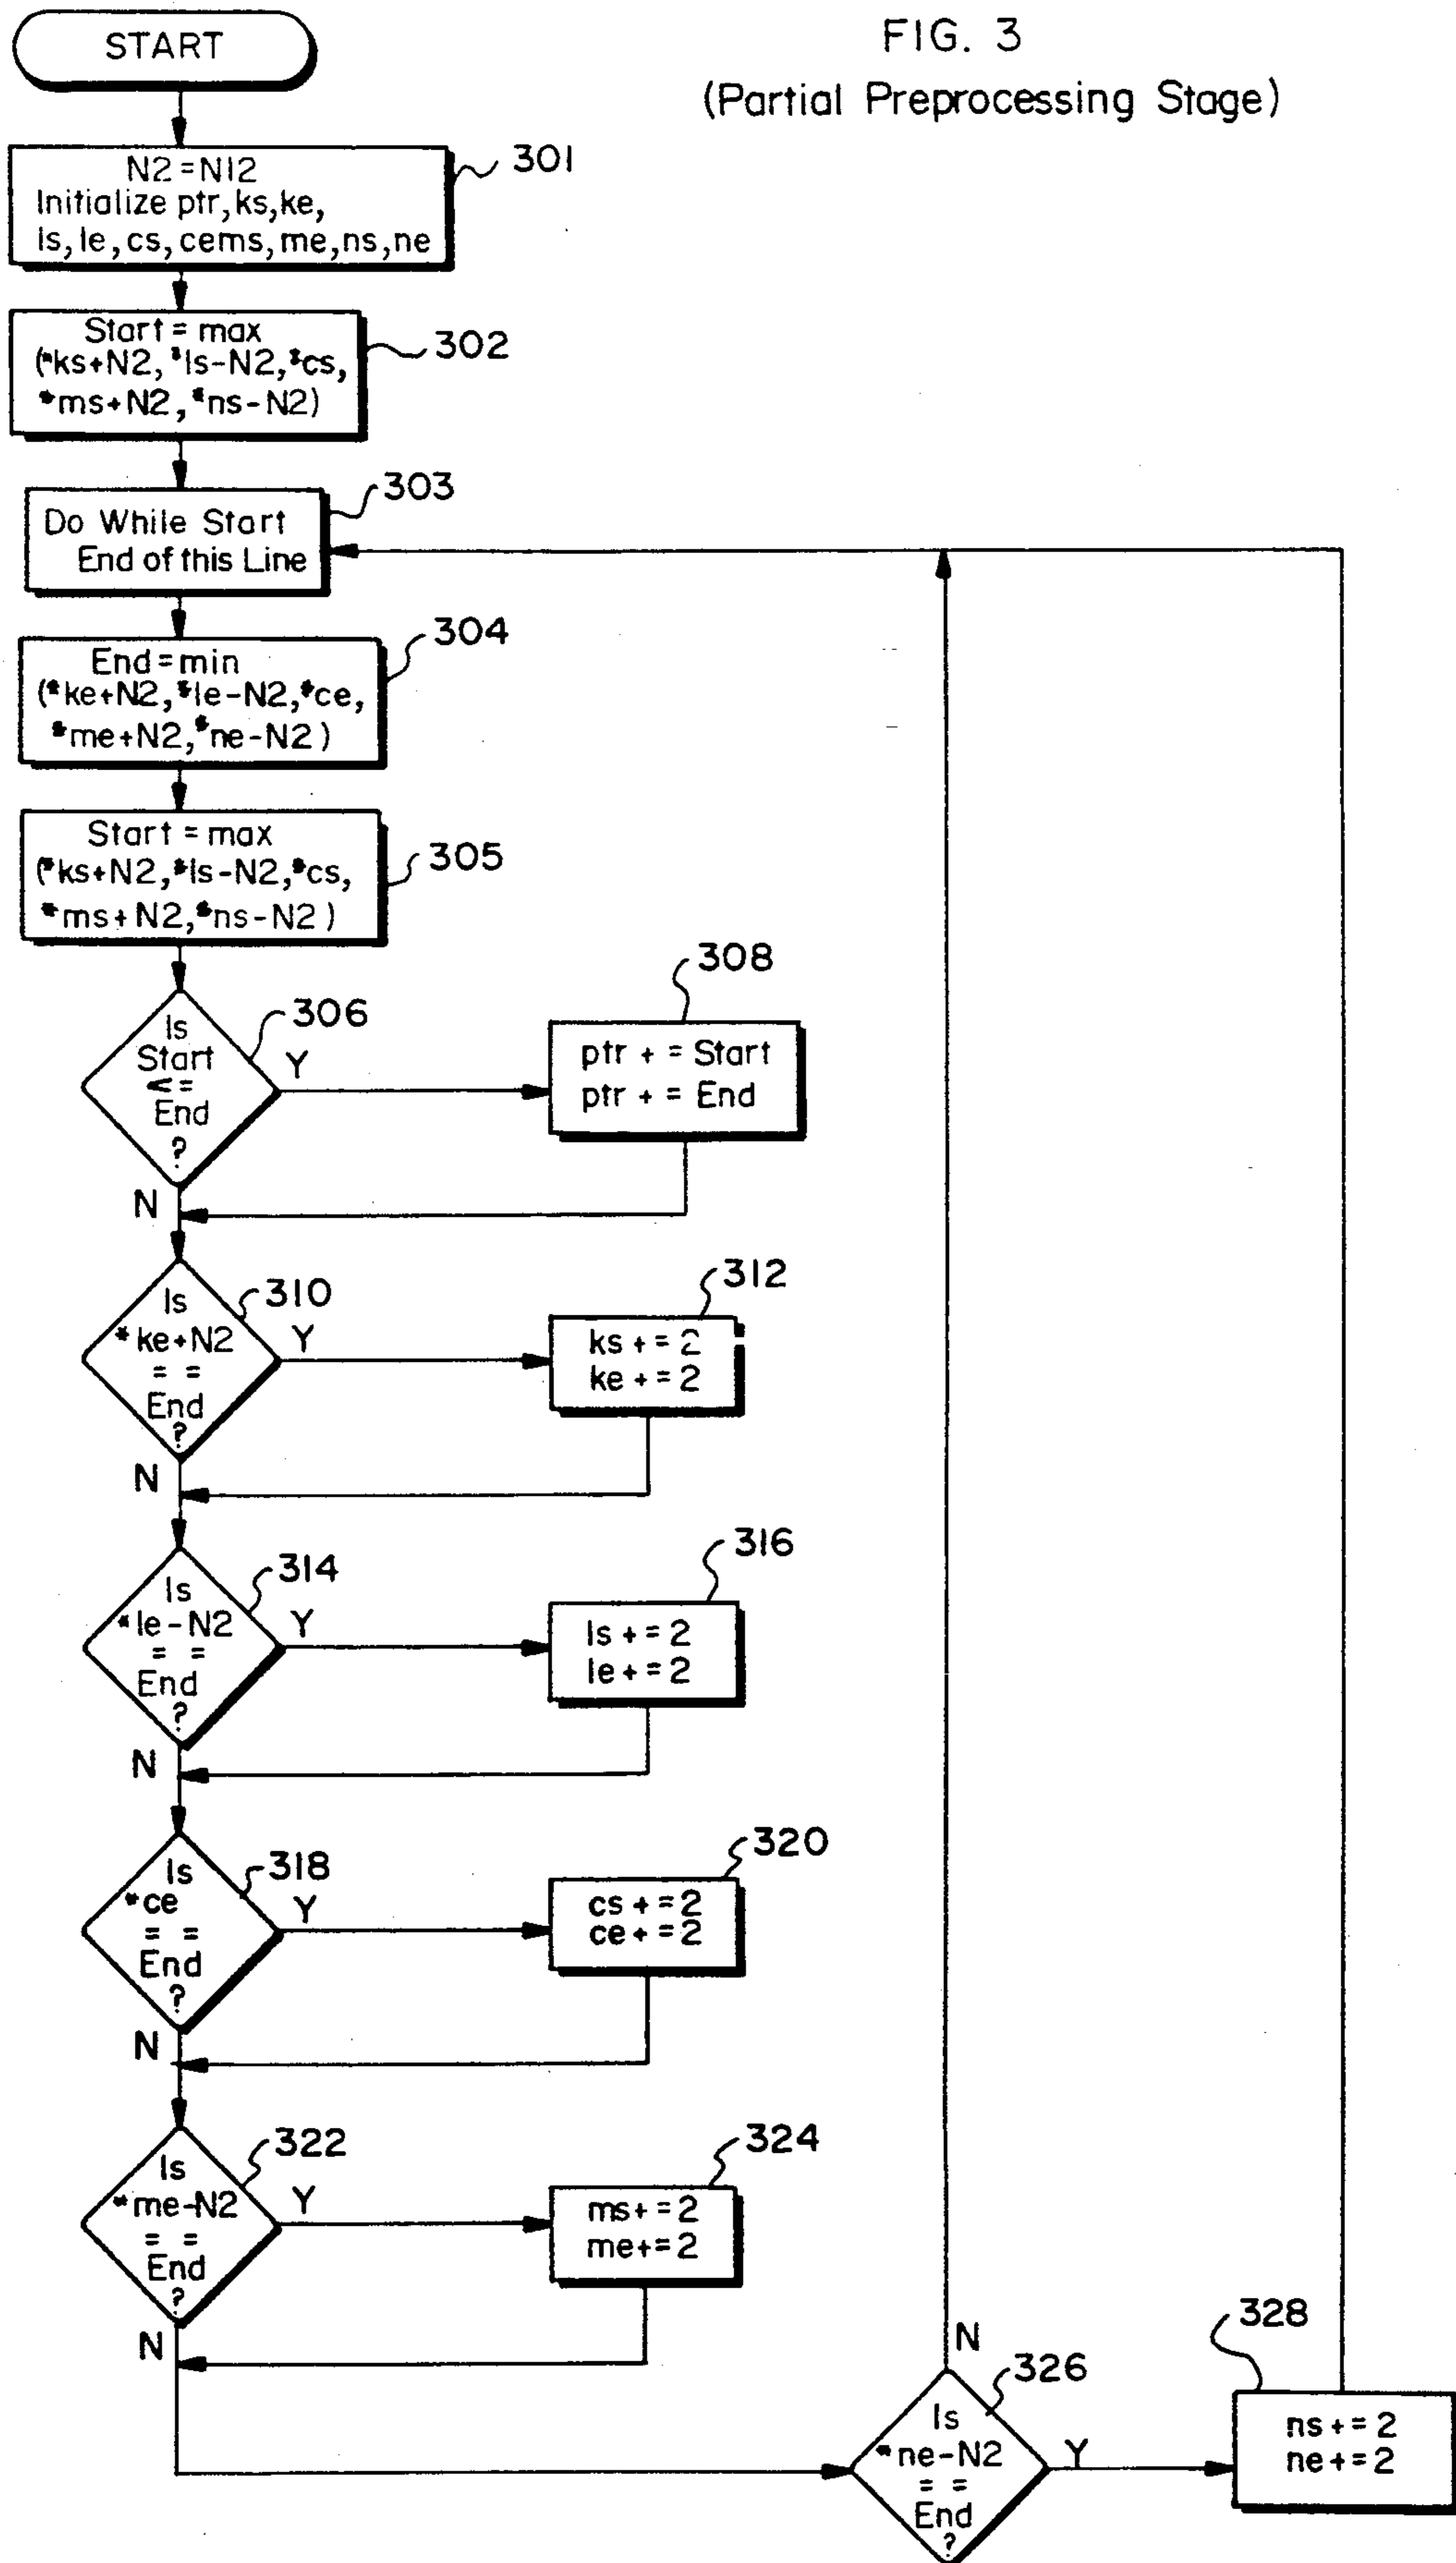 FIG. 3
(Partial Preprocessing Stage)
START
301
N2=N12
Initialize ptr,ks,ke,
ls,le,cs,cems,me,ns,ne
302
Start = max
(*ks+N2,*ls-N2,*cs,
*ms+N2,*ns-N2)
303
Do While Start
End of this Line
304
End=min
(*ke+N2,*le-N2,*ce,
*me+N2,*ne-N2)
305
Start = max
(*ks+N2,*ls-N2,*cs,
*ms+N2,*ns-N2)
306
Is
Start
<=
End
?
Y
N
308
ptr + = Start
ptr + = End
310
Is
*ke+N2
= =
End
?
Y
N
312
ks + = 2
ke + = 2
314
Is
*le-N2
= =
End
?
Y
N
316
ls + = 2
le + = 2
318
Is
*ce
= =
End
?
Y
N
320
cs + = 2
ce + = 2
322
Is
*me-N2
= =
End
?
Y
N
324
ms+ = 2
me+ = 2
326
Is
*ne-N2
= =
End
?
N
Y
328
ns + = 2
ne + = 2